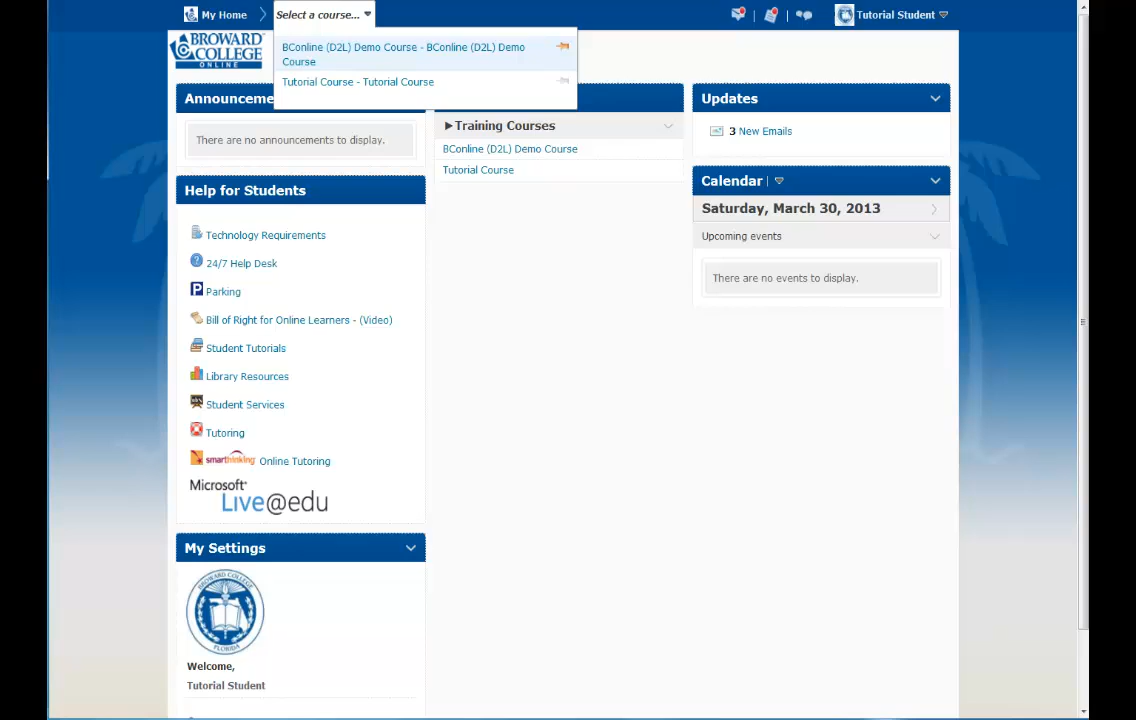 My Home
Select a course...
Tutorial Student
BROWARD
COLLEGE
ONLINE
BConline (D2L) Demo Course - BConline (D2L) Demo
Course
Tutorial Course - Tutorial Course
Announceme
There are no announcements to display.
Help for Students
Technology Requirements
24/7 Help Desk
Parking
Bill of Right for Online Learners - (Video)
Student Tutorials
Library Resources
Student Services
Tutoring
smarthinking Online Tutoring
Microsoft
Live@edu
My Settings
BROWARD COLLEGE
FLORIDA
Welcome,
Tutorial Student
Training Courses
BConline (D2L) Demo Course
Tutorial Course
Updates
3 New Emails
Calendar
Saturday, March 30, 2013
Upcoming events
There are no events to display.